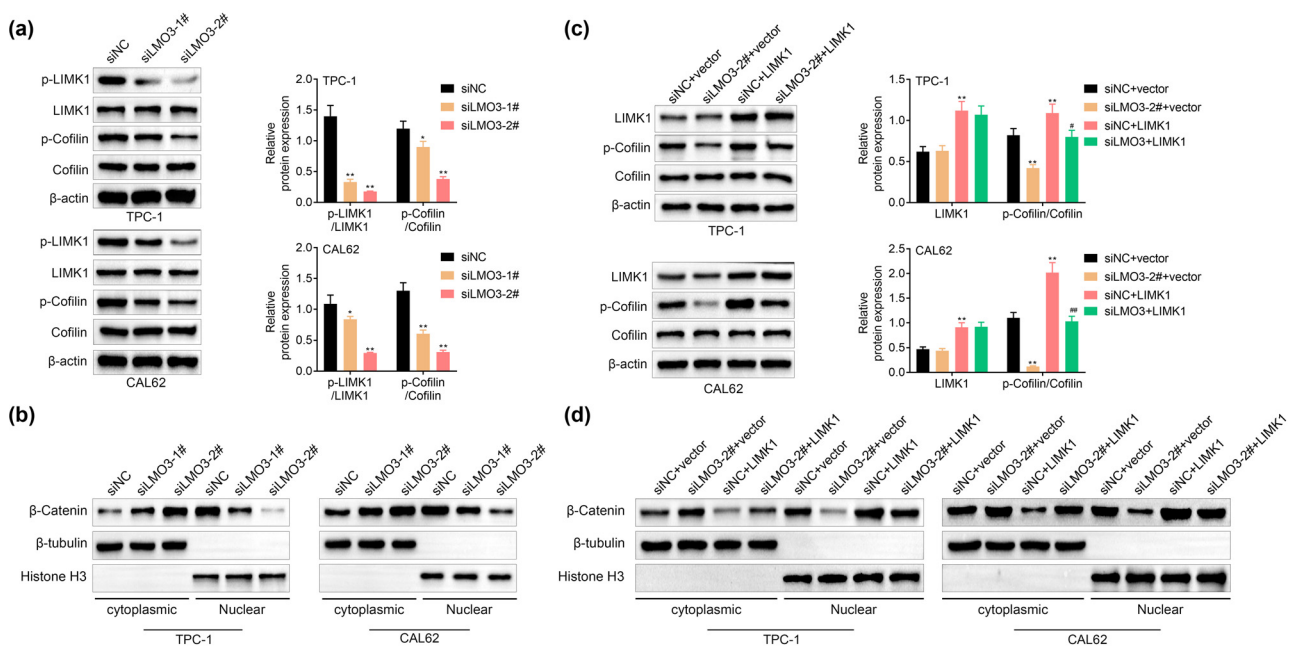 (a)
siNC
siLMO3-1#
siLMO3-2#
p-LIMK1
LIMK1
p-Cofilin
Cofilin
β-actin
TPC-1
p-LIMK1
LIMK1
p-Cofilin
Cofilin
β-actin
CAL62
TPC-1
Relative
protein expression
2.0
1.5
1.0
0.5
0.0
** ** * **
p-LIMK1
/LIMK1
p-Cofilin
/Cofilin
siNC
siLMO3-1#
siLMO3-2#
CAL62
Relative
protein expression
2.0
1.5
1.0
0.5
0.0
* ** ** **
p-LIMK1
/LIMK1
p-Cofilin
/Cofilin
siNC
siLMO3-1#
siLMO3-2#
(c)
siNC+vector
siLMO3-2#+vector
siNC+LIMK1
siLMO3-2#+LIMK1
LIMK1
p-Cofilin
Cofilin
β-actin
TPC-1
LIMK1
p-Cofilin
Cofilin
β-actin
CAL62
TPC-1
Relative
protein expression
1.5
1.0
0.5
0.0
** ** ** #
LIMK1
p-Cofilin/Cofilin
siNC+vector
siLMO3-2#+vector
siNC+LIMK1
siLMO3+LIMK1
CAL62
Relative
protein expression
2.5
2.0
1.5
1.0
0.5
0.0
** ** ** ##
LIMK1
p-Cofilin/Cofilin
siNC+vector
siLMO3-2#+vector
siNC+LIMK1
siLMO3+LIMK1
(b)
siNC
siLMO3-1#
siLMO3-2#
siNC
siLMO3-1#
siLMO3-2#
siNC
siLMO3-1#
siLMO3-2#
siNC
siLMO3-1#
siLMO3-2#
β-Catenin
β-tubulin
Histone H3
cytoplasmic
Nuclear
TPC-1
cytoplasmic
Nuclear
CAL62
(d)
siNC+vector
siLMO3-2#+vector
siNC+LIMK1
siLMO3-2#+LIMK1
siNC+vector
siLMO3-2#+vector
siNC+LIMK1
siLMO3-2#+LIMK1
siNC+vector
siLMO3-2#+vector
siNC+LIMK1
siLMO3-2#+LIMK1
siNC+vector
siLMO3-2#+vector
siNC+LIMK1
siLMO3-2#+LIMK1
β-Catenin
β-tubulin
Histone H3
cytoplasmic
Nuclear
TPC-1
cytoplasmic
Nuclear
CAL62